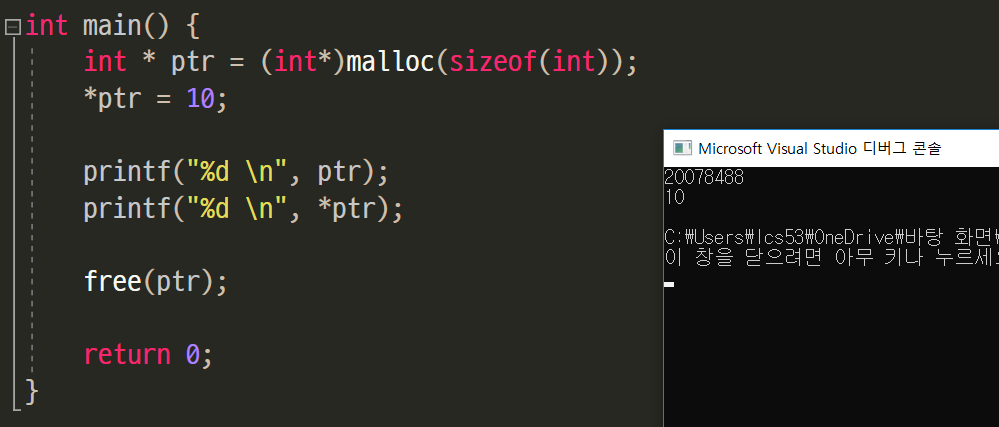 int main() {
int * ptr = (int*)malloc(sizeof(int));
*ptr = 10;
printf("%d \n", ptr);
printf("%d \n", *ptr);
free(ptr);
return 0;
}
Microsoft Visual Studio 디버그 콘솔
20078488
10
C:₩Users₩lcs53₩OneDrive₩바탕 화면₩
이 창을 닫으려면 아무 키나 누르세